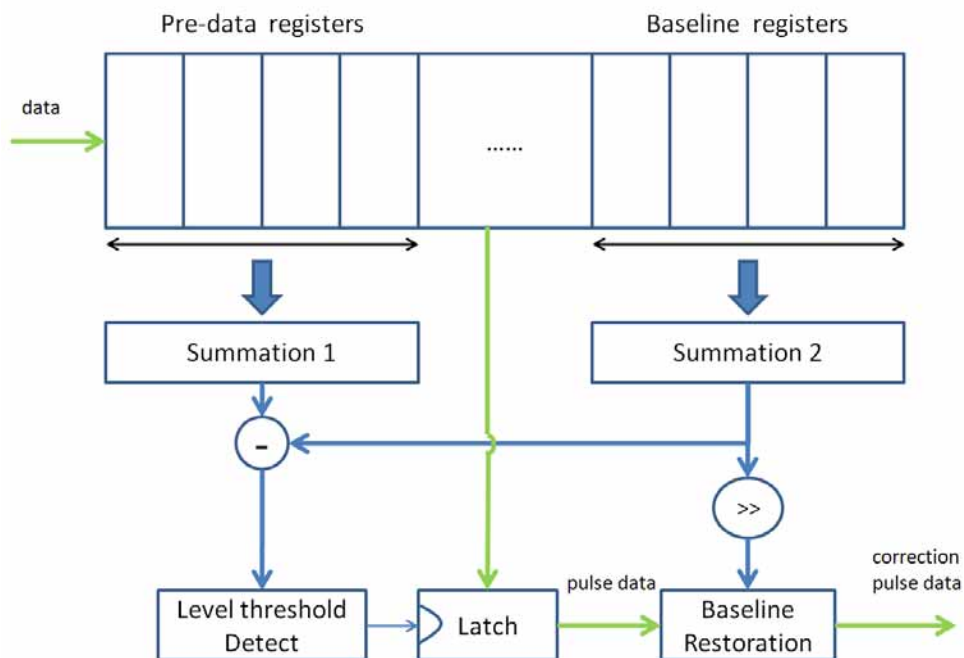 Pre-data registers
Baseline registers
data
......
Summation 1
Summation 2
-
>>
correction
pulse data
pulse data
Level threshold
Detect
Latch
Baseline
Restoration